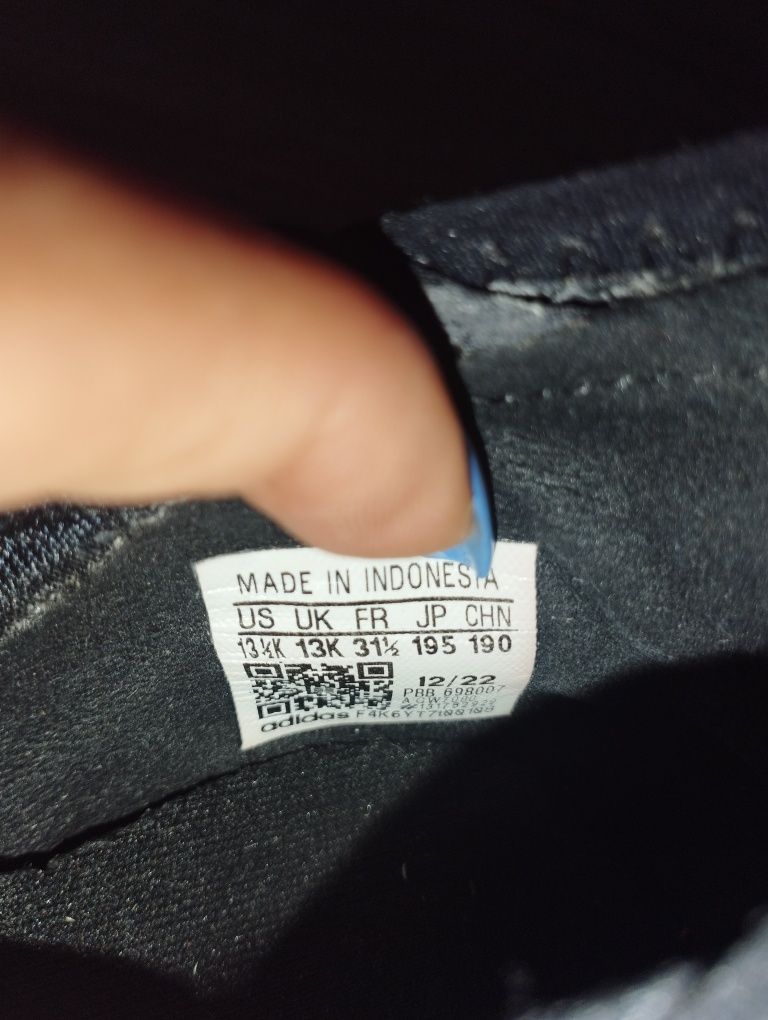 MADE IN INDONESIA
US UK FR JP CHN
13½K 13K 31½ 195 190
12/22
PRB 698007
adidas